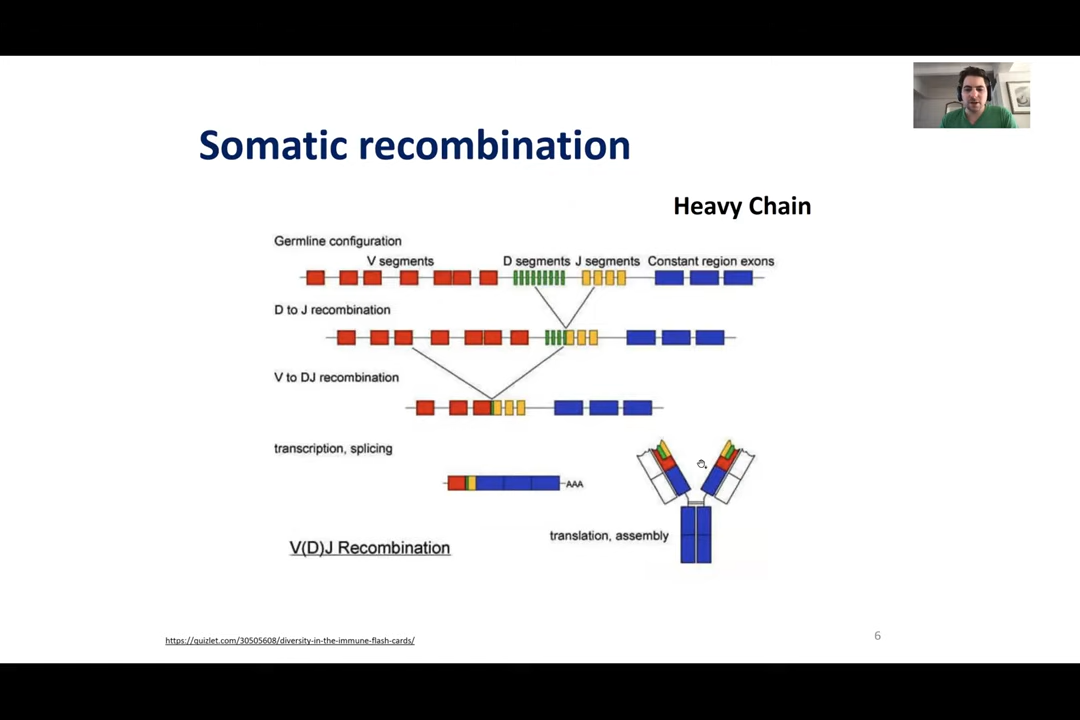 Somatic recombination
Heavy Chain
Germline configuration
V segments D segments J segments Constant region exons
D to J recombination
V to DJ recombination
transcription, splicing
AAA
translation, assembly
V(D)J Recombination
https://quizlet.com/30505608/diversity-in-the-immune-flash-cards/
6